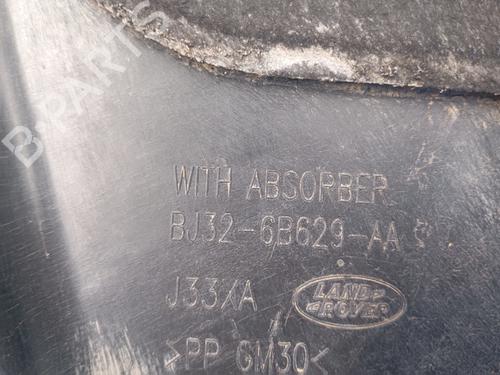 B-PARTS
WITH ABSORBER
BJ32-6B629-AA
J33XA
LAND
ROVER
>PP GM30<